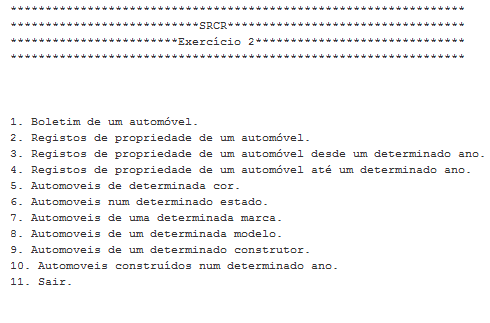 *****************************************************************
***************************SRCR******************************
************************Exercício 2******************************
*****************************************************************
1. Boletim de um automóvel.
2. Registos de propriedade de um automóvel.
3. Registos de propriedade de um automóvel desde um determinado ano.
4. Registos de propriedade de um automóvel até um determinado ano.
5. Automoveis de determinada cor.
6. Automoveis num determinado estado.
7. Automoveis de uma determinada marca.
8. Automoveis de um determinada modelo.
9. Automoveis de um determinado construtor.
10. Automoveis construídos num determinado ano.
11. Sair.